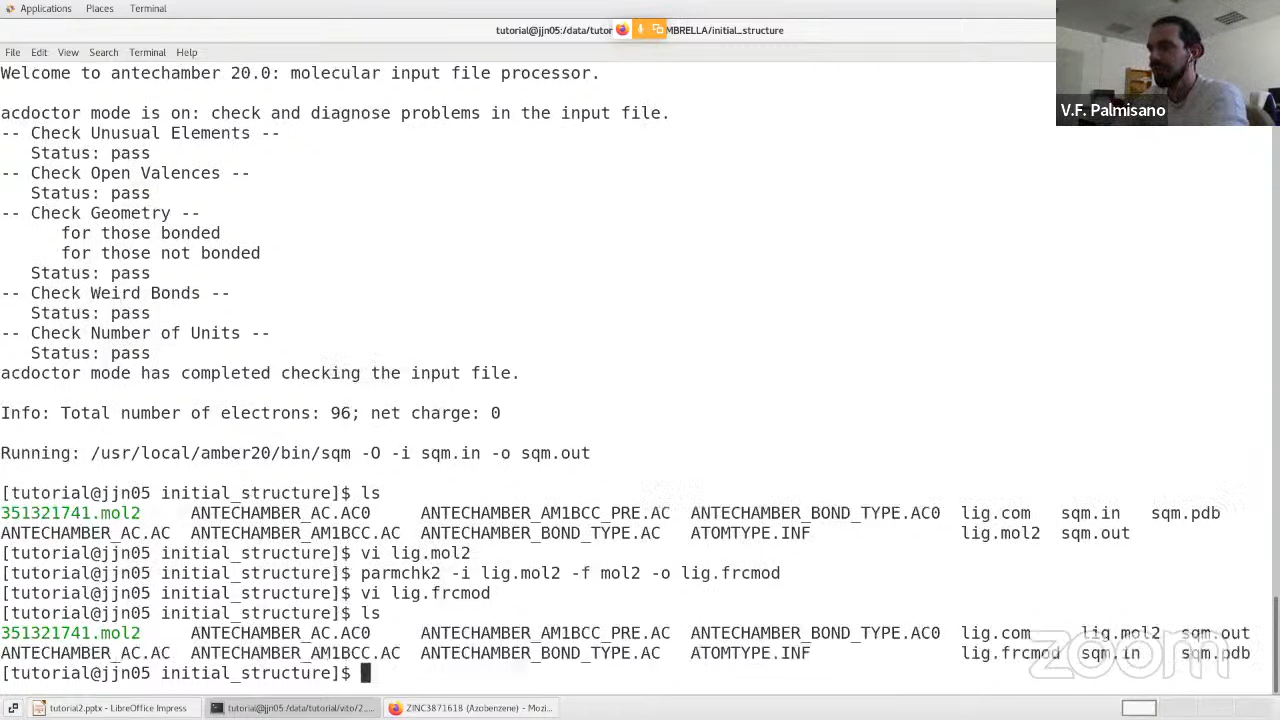 Applications Places Terminal
tutorial@jjn05:/data/tutor MBRELLA/initial_structure
File Edit View Search Terminal Help
V.F. Palmisano
Welcome to antechamber 20.0: molecular input file processor.
acdoctor mode is on: check and diagnose problems in the input file.
-- Check Unusual Elements --
Status: pass
-- Check Open Valences --
Status: pass
-- Check Geometry --
for those bonded
for those not bonded
Status: pass
-- Check Weird Bonds --
Status: pass
-- Check Number of Units --
Status: pass
acdoctor mode has completed checking the input file.
Info: Total number of electrons: 96; net charge: 0
Running: /usr/local/amber20/bin/sqm -O -i sqm.in -o sqm.out
[tutorial@jjn05 initial_structure]$ ls
351321741.mol2 ANTECHAMBER_AC.AC0 ANTECHAMBER_AM1BCC_PRE.AC ANTECHAMBER_BOND_TYPE.AC0 lig.com sqm.in sqm.pdb
ANTECHAMBER_AC.AC ANTECHAMBER_AM1BCC.AC ANTECHAMBER_BOND_TYPE.AC ATOMTYPE.INF lig.mol2 sqm.out
[tutorial@jjn05 initial_structure]$ vi lig.mol2
[tutorial@jjn05 initial_structure]$ parmchk2 -i lig.mol2 -f mol2 -o lig.frcmod
[tutorial@jjn05 initial_structure]$ vi lig.frcmod
[tutorial@jjn05 initial_structure]$ ls
351321741.mol2 ANTECHAMBER_AC.AC0 ANTECHAMBER_AM1BCC_PRE.AC ANTECHAMBER_BOND_TYPE.AC0 lig.com lig.mol2 sqm.out
ANTECHAMBER_AC.AC ANTECHAMBER_AM1BCC.AC ANTECHAMBER_BOND_TYPE.AC ATOMTYPE.INF lig.frcmod sqm.in sqm.pdb
[tutorial@jjn05 initial_structure]$
zoom
tutorial2.pptx - LibreOffice Impress tutorial@jjn05:/data/tutorial/vito/2.... ZINC3871618 (Azobenzene) - Mozi...